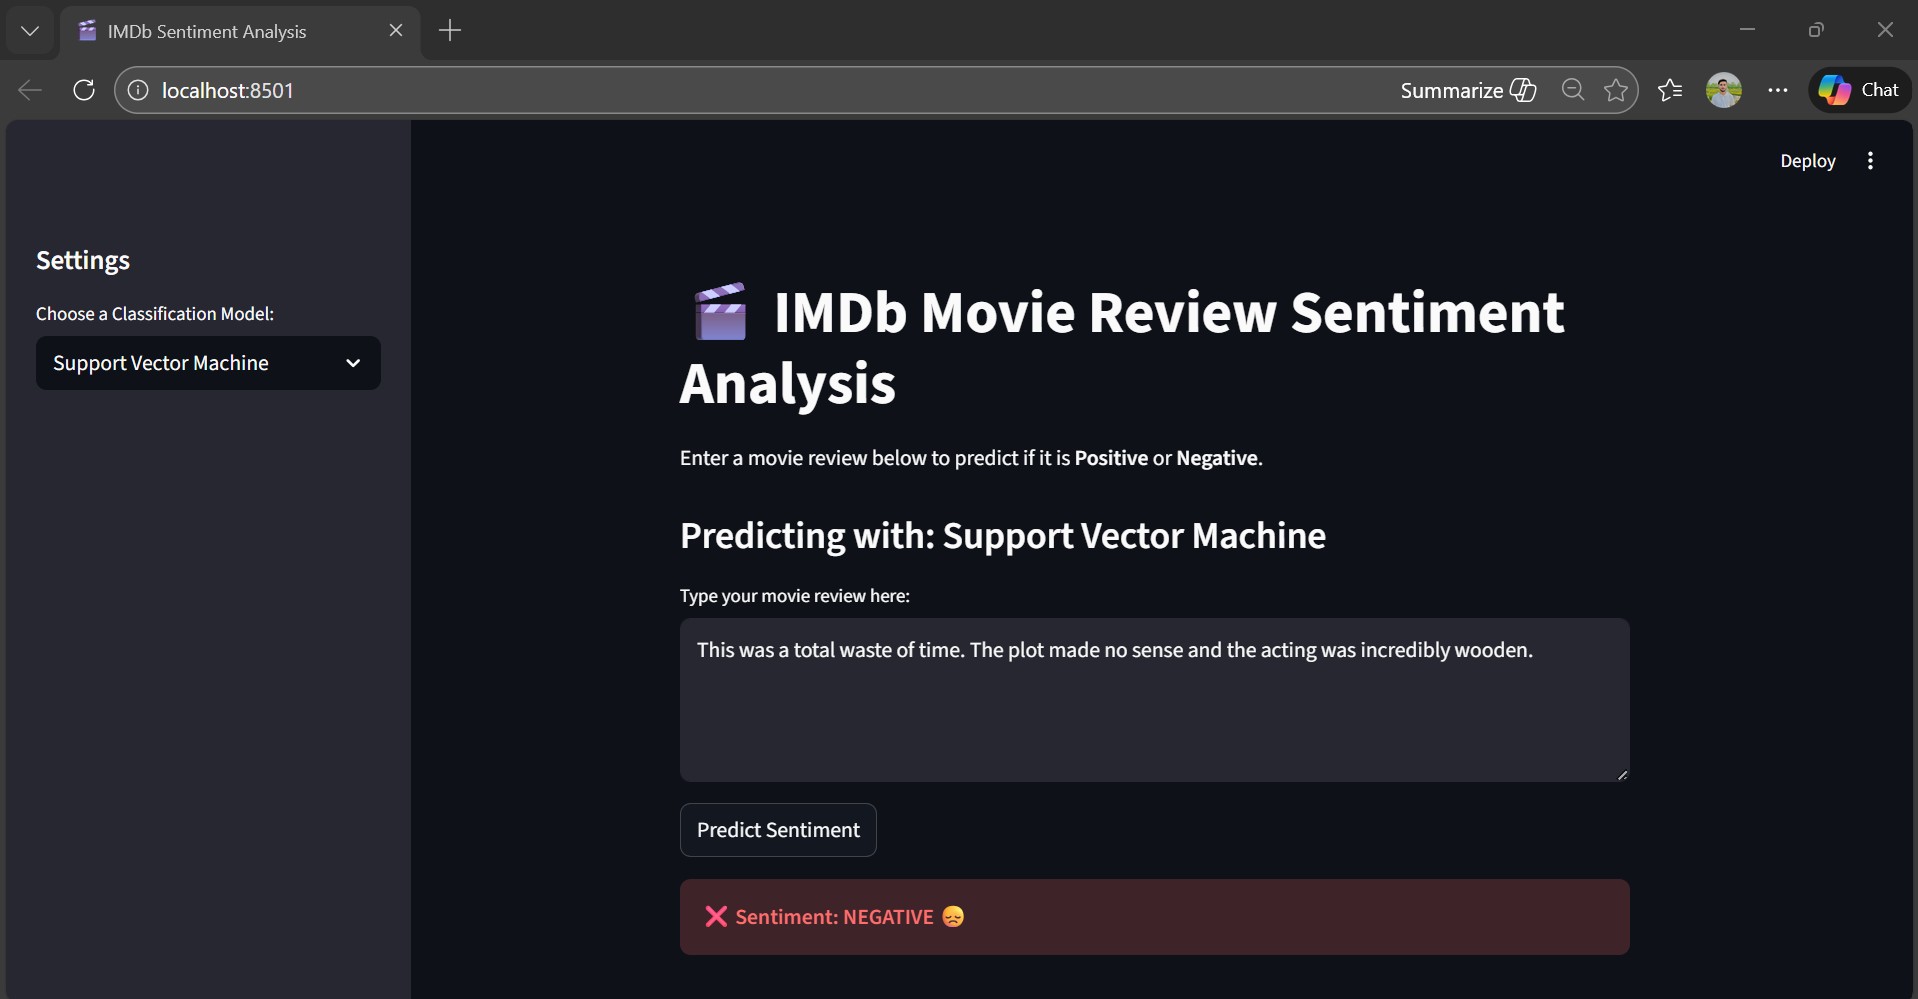 IMDb Sentiment Analysis
localhost:8501
Summarize
Chat
Deploy
Settings
Choose a Classification Model:
Support Vector Machine
🎬 IMDb Movie Review Sentiment
Analysis
Enter a movie review below to predict if it is Positive or Negative.
Predicting with: Support Vector Machine
Type your movie review here:
This was a total waste of time. The plot made no sense and the acting was incredibly wooden.
Predict Sentiment
❌ Sentiment: NEGATIVE 😞